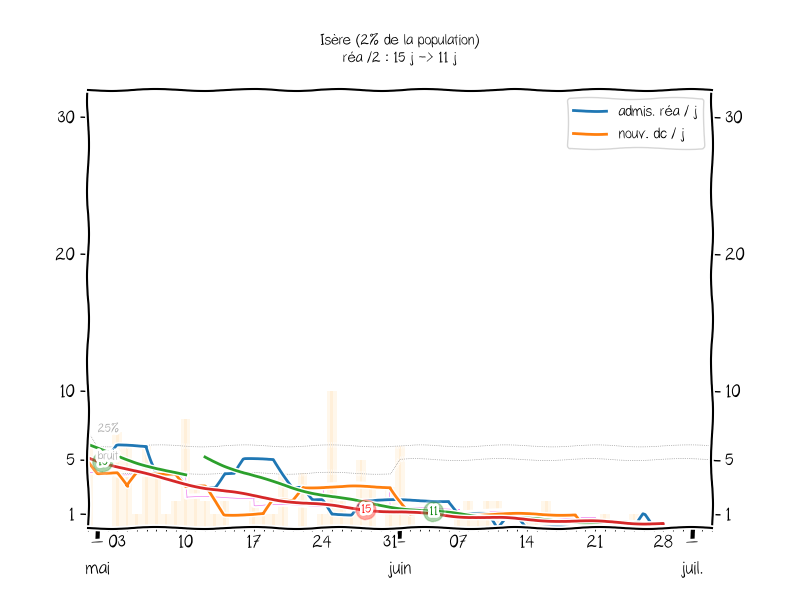 Isère (2% de la population)
réa /2 : 15 j -> 11 j
admis. réa / j
nouv. dc / j
30
30
20
20
10
10
25%
bruit
5
5
15
11
1
1
03
10
17
24
31
07
14
21
28
mai
juin
juil.